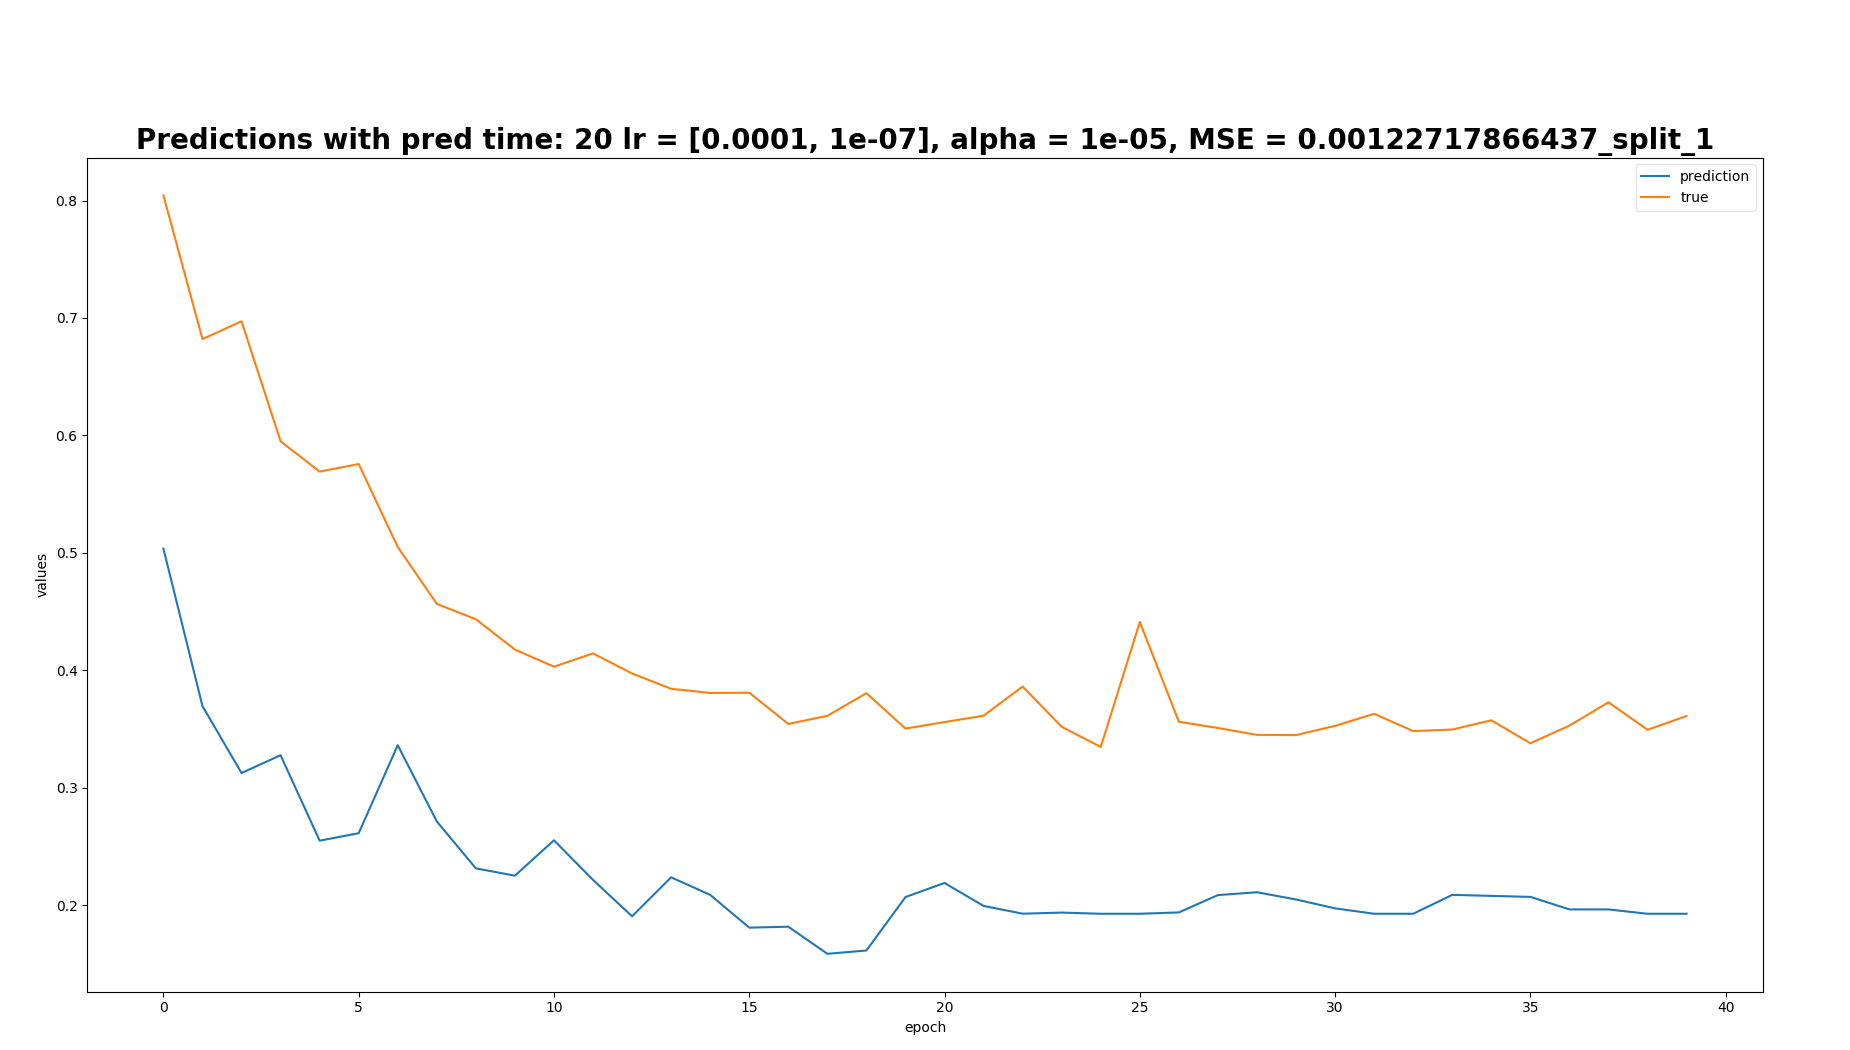 Predictions with pred time: 20 lr = [0.0001, 1e-07], alpha = 1e-05, MSE = 0.00122717866437_split_1
prediction
true
values
0.8
0.7
0.6
0.5
0.4
0.3
0.2
0 5 10 15 20 25 30 35 40
epoch